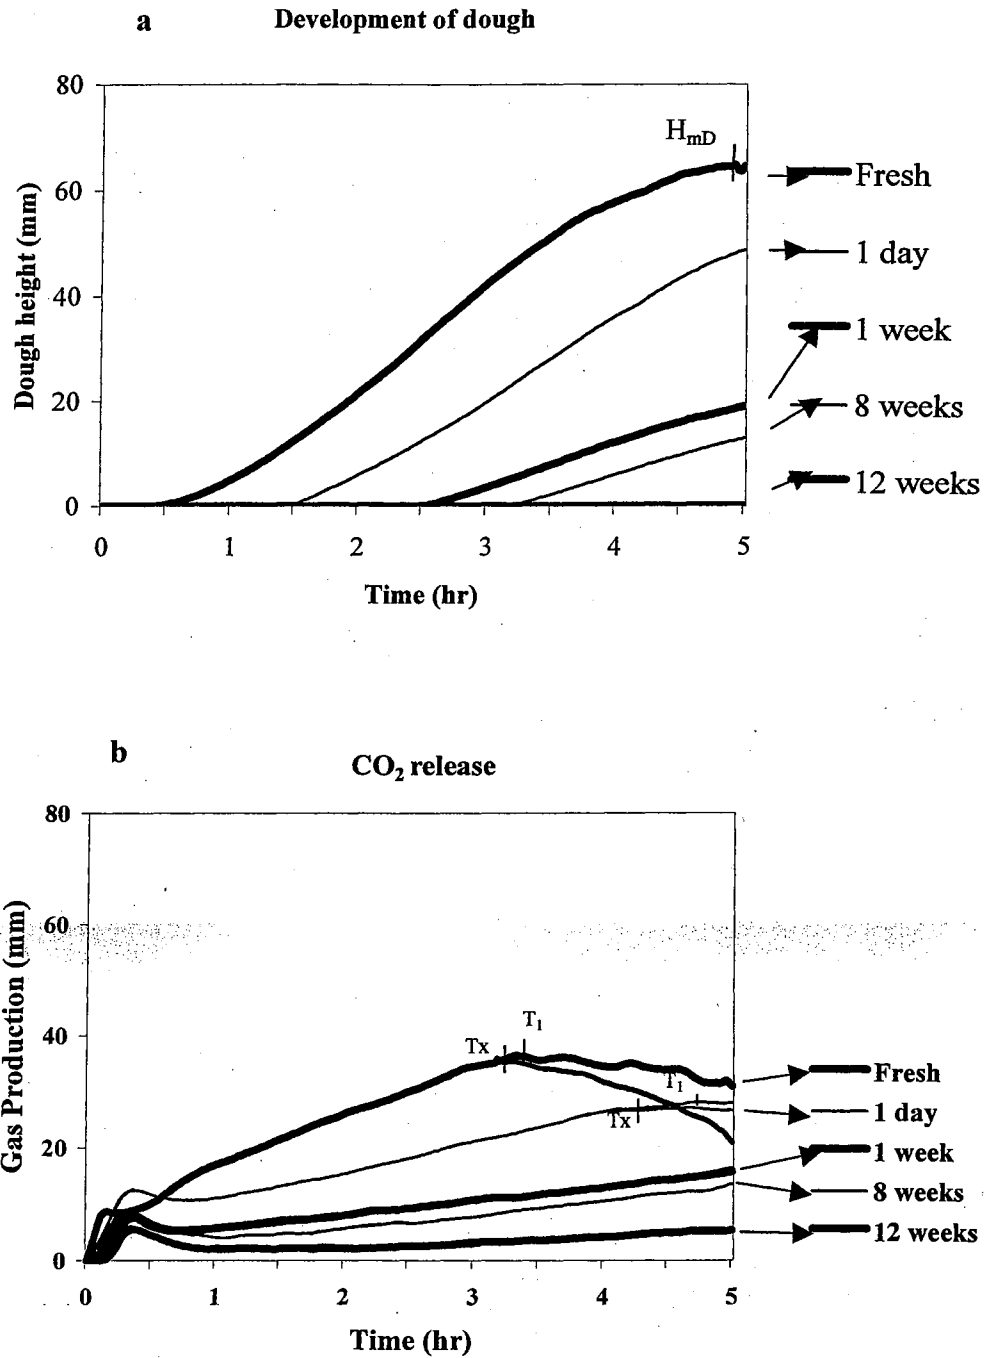 a Development of dough
80
60
40
20
0
Dough height (mm)
H_mD
Fresh
1 day
1 week
8 weeks
12 weeks
0 1 2 3 4 5
Time (hr)
b
CO₂ release
80
60
40
20
0
Gas Production (mm)
Tx
T₁
T₁
Tx
Fresh
1 day
1 week
8 weeks
12 weeks
0 1 2 3 4 5
Time (hr)